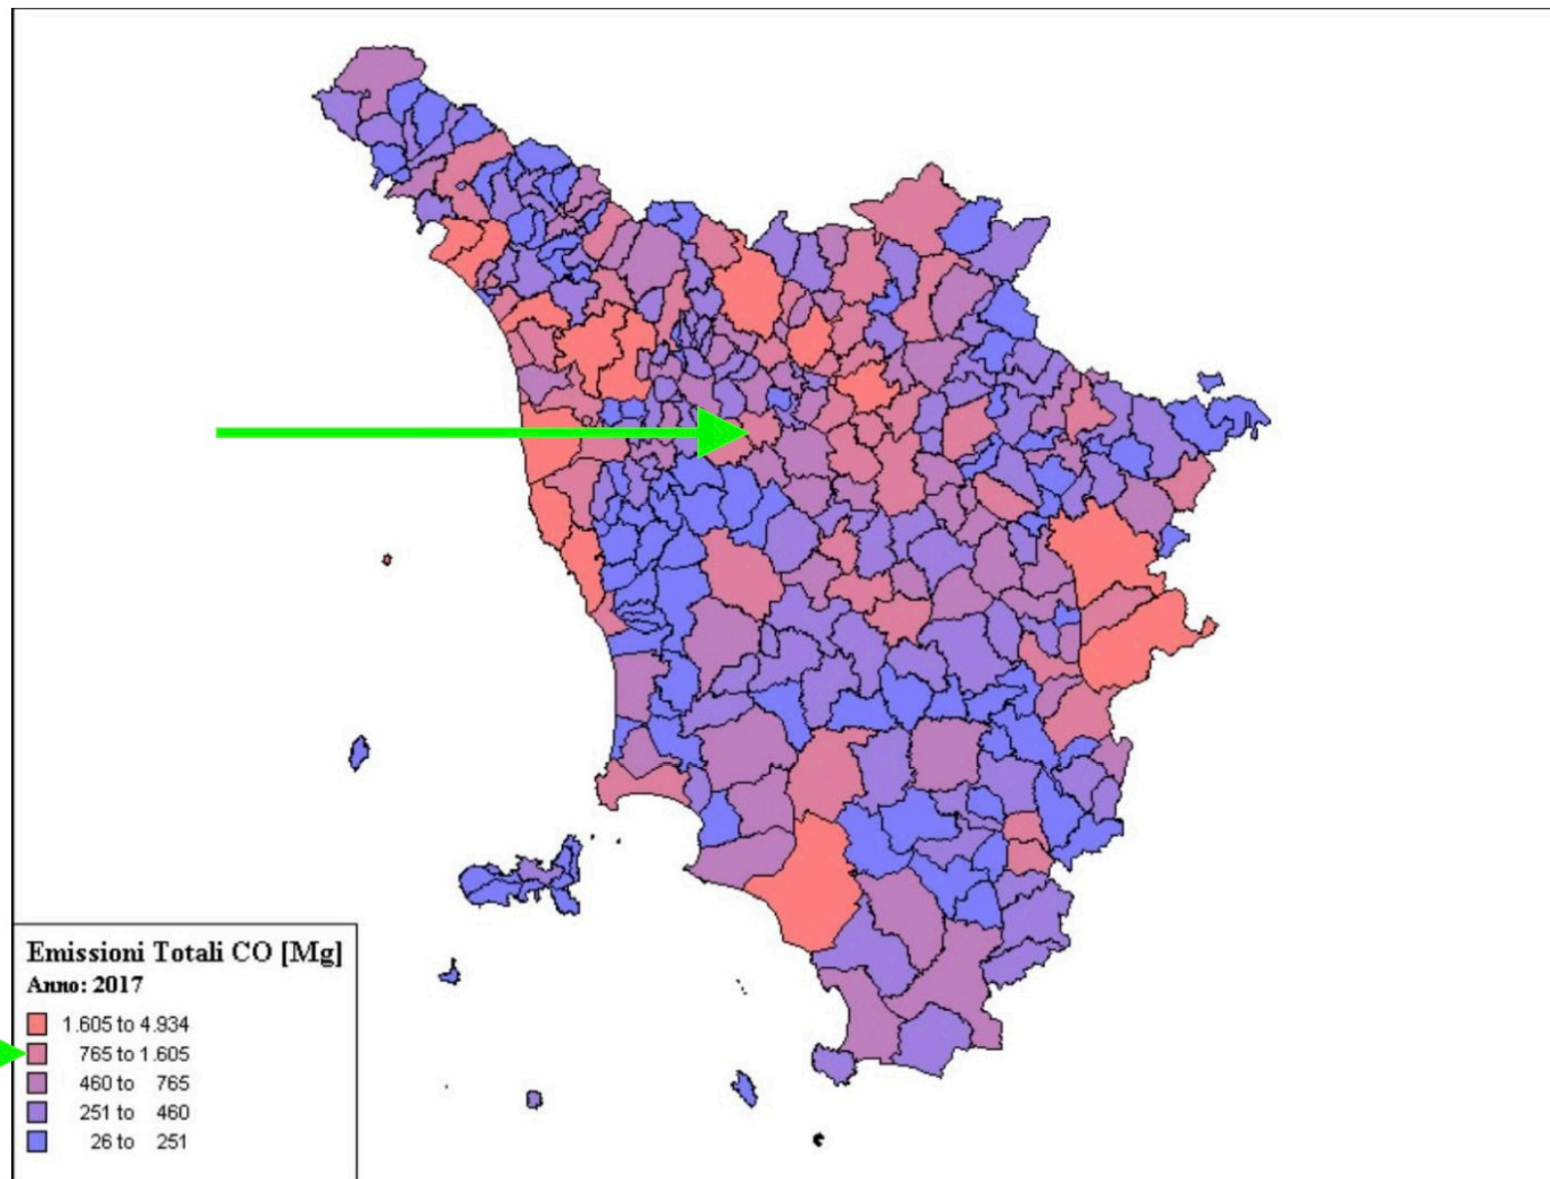 Emissioni Totali CO [Mg]
Anno: 2017
1.605 to 4.934
765 to 1.605
460 to 765
251 to 460
26 to 251